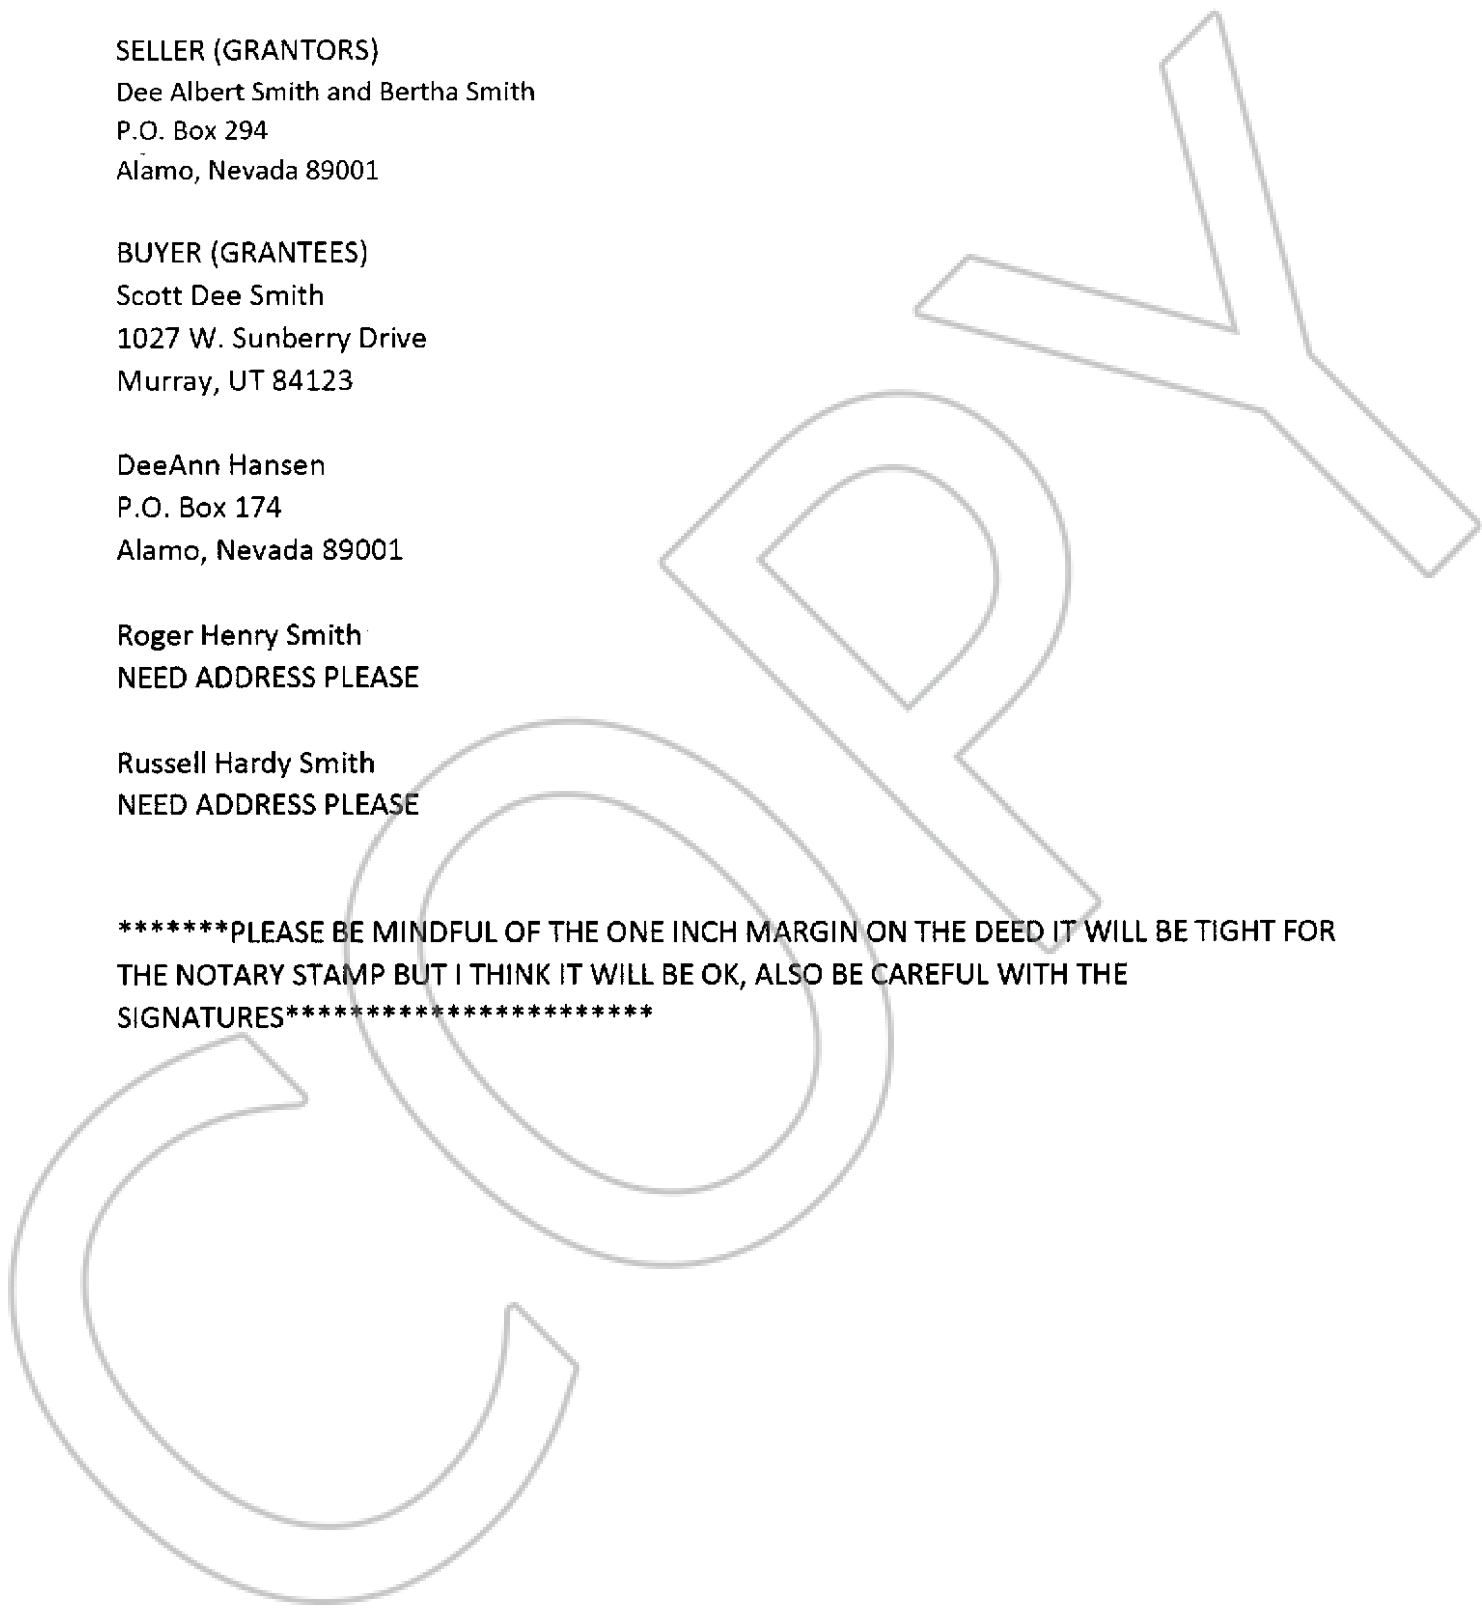 SELLER (GRANTORS)
Dee Albert Smith and Bertha Smith
P.O. Box 294
Alamo, Nevada 89001
BUYER (GRANTEES)
Scott Dee Smith
1027 W. Sunberry Drive
Murray, UT 84123
DeeAnn Hansen
P.O. Box 174
Alamo, Nevada 89001
Roger Henry Smith
NEED ADDRESS PLEASE
Russell Hardy Smith
NEED ADDRESS PLEASE
*******PLEASE BE MINDFUL OF THE ONE INCH MARGIN ON THE DEED IT WILL BE TIGHT FOR
THE NOTARY STAMP BUT I THINK IT WILL BE OK, ALSO BE CAREFUL WITH THE
SIGNATURES***********************
COPY